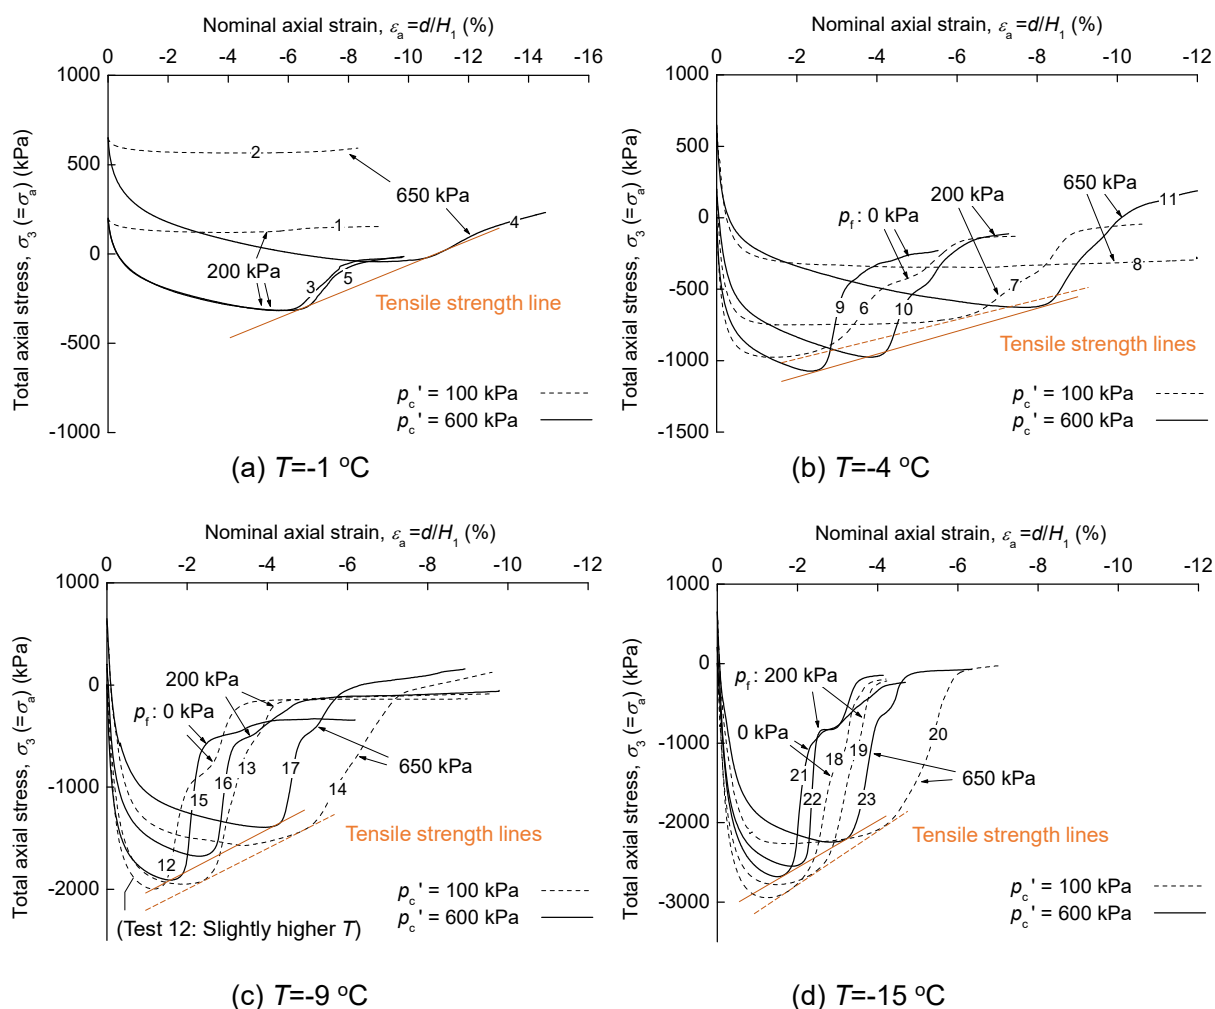 Nominal axial strain, εa =d/H1 (%)
0 -2 -4 -6 -8 -10 -12 -14 -16
Total axial stress, σ3 (=σa) (kPa)
1000
500
0
-500
-1000
2
650 kPa
1
4
200 kPa
3
5
Tensile strength line
pc' = 100 kPa
pc' = 600 kPa
(a) T=-1 oC
Nominal axial strain, εa =d/H1 (%)
0 -2 -4 -6 -8 -10 -12
Total axial stress, σ3 (=σa) (kPa)
1000
500
0
-500
-1000
-1500
650 kPa
200 kPa
11
pf : 0 kPa
8
7
9 6 10
Tensile strength lines
pc' = 100 kPa
pc' = 600 kPa
(b) T=-4 oC
Nominal axial strain, εa =d/H1 (%)
0 -2 -4 -6 -8 -10 -12
Total axial stress, σ3 (=σa) (kPa)
1000
0
-1000
-2000
200 kPa
pf : 0 kPa
13 17
650 kPa
16
14
15
12
Tensile strength lines
pc' = 100 kPa
pc' = 600 kPa
(Test 12: Slightly higher T)
(c) T=-9 oC
Nominal axial strain, εa =d/H1 (%)
0 -2 -4 -6 -8 -10 -12
Total axial stress, σ3 (=σa) (kPa)
1000
0
-1000
-2000
-3000
pf : 200 kPa
0 kPa
18 19 20
21
650 kPa
22 23
Tensile strength lines
pc' = 100 kPa
pc' = 600 kPa
(d) T=-15 oC